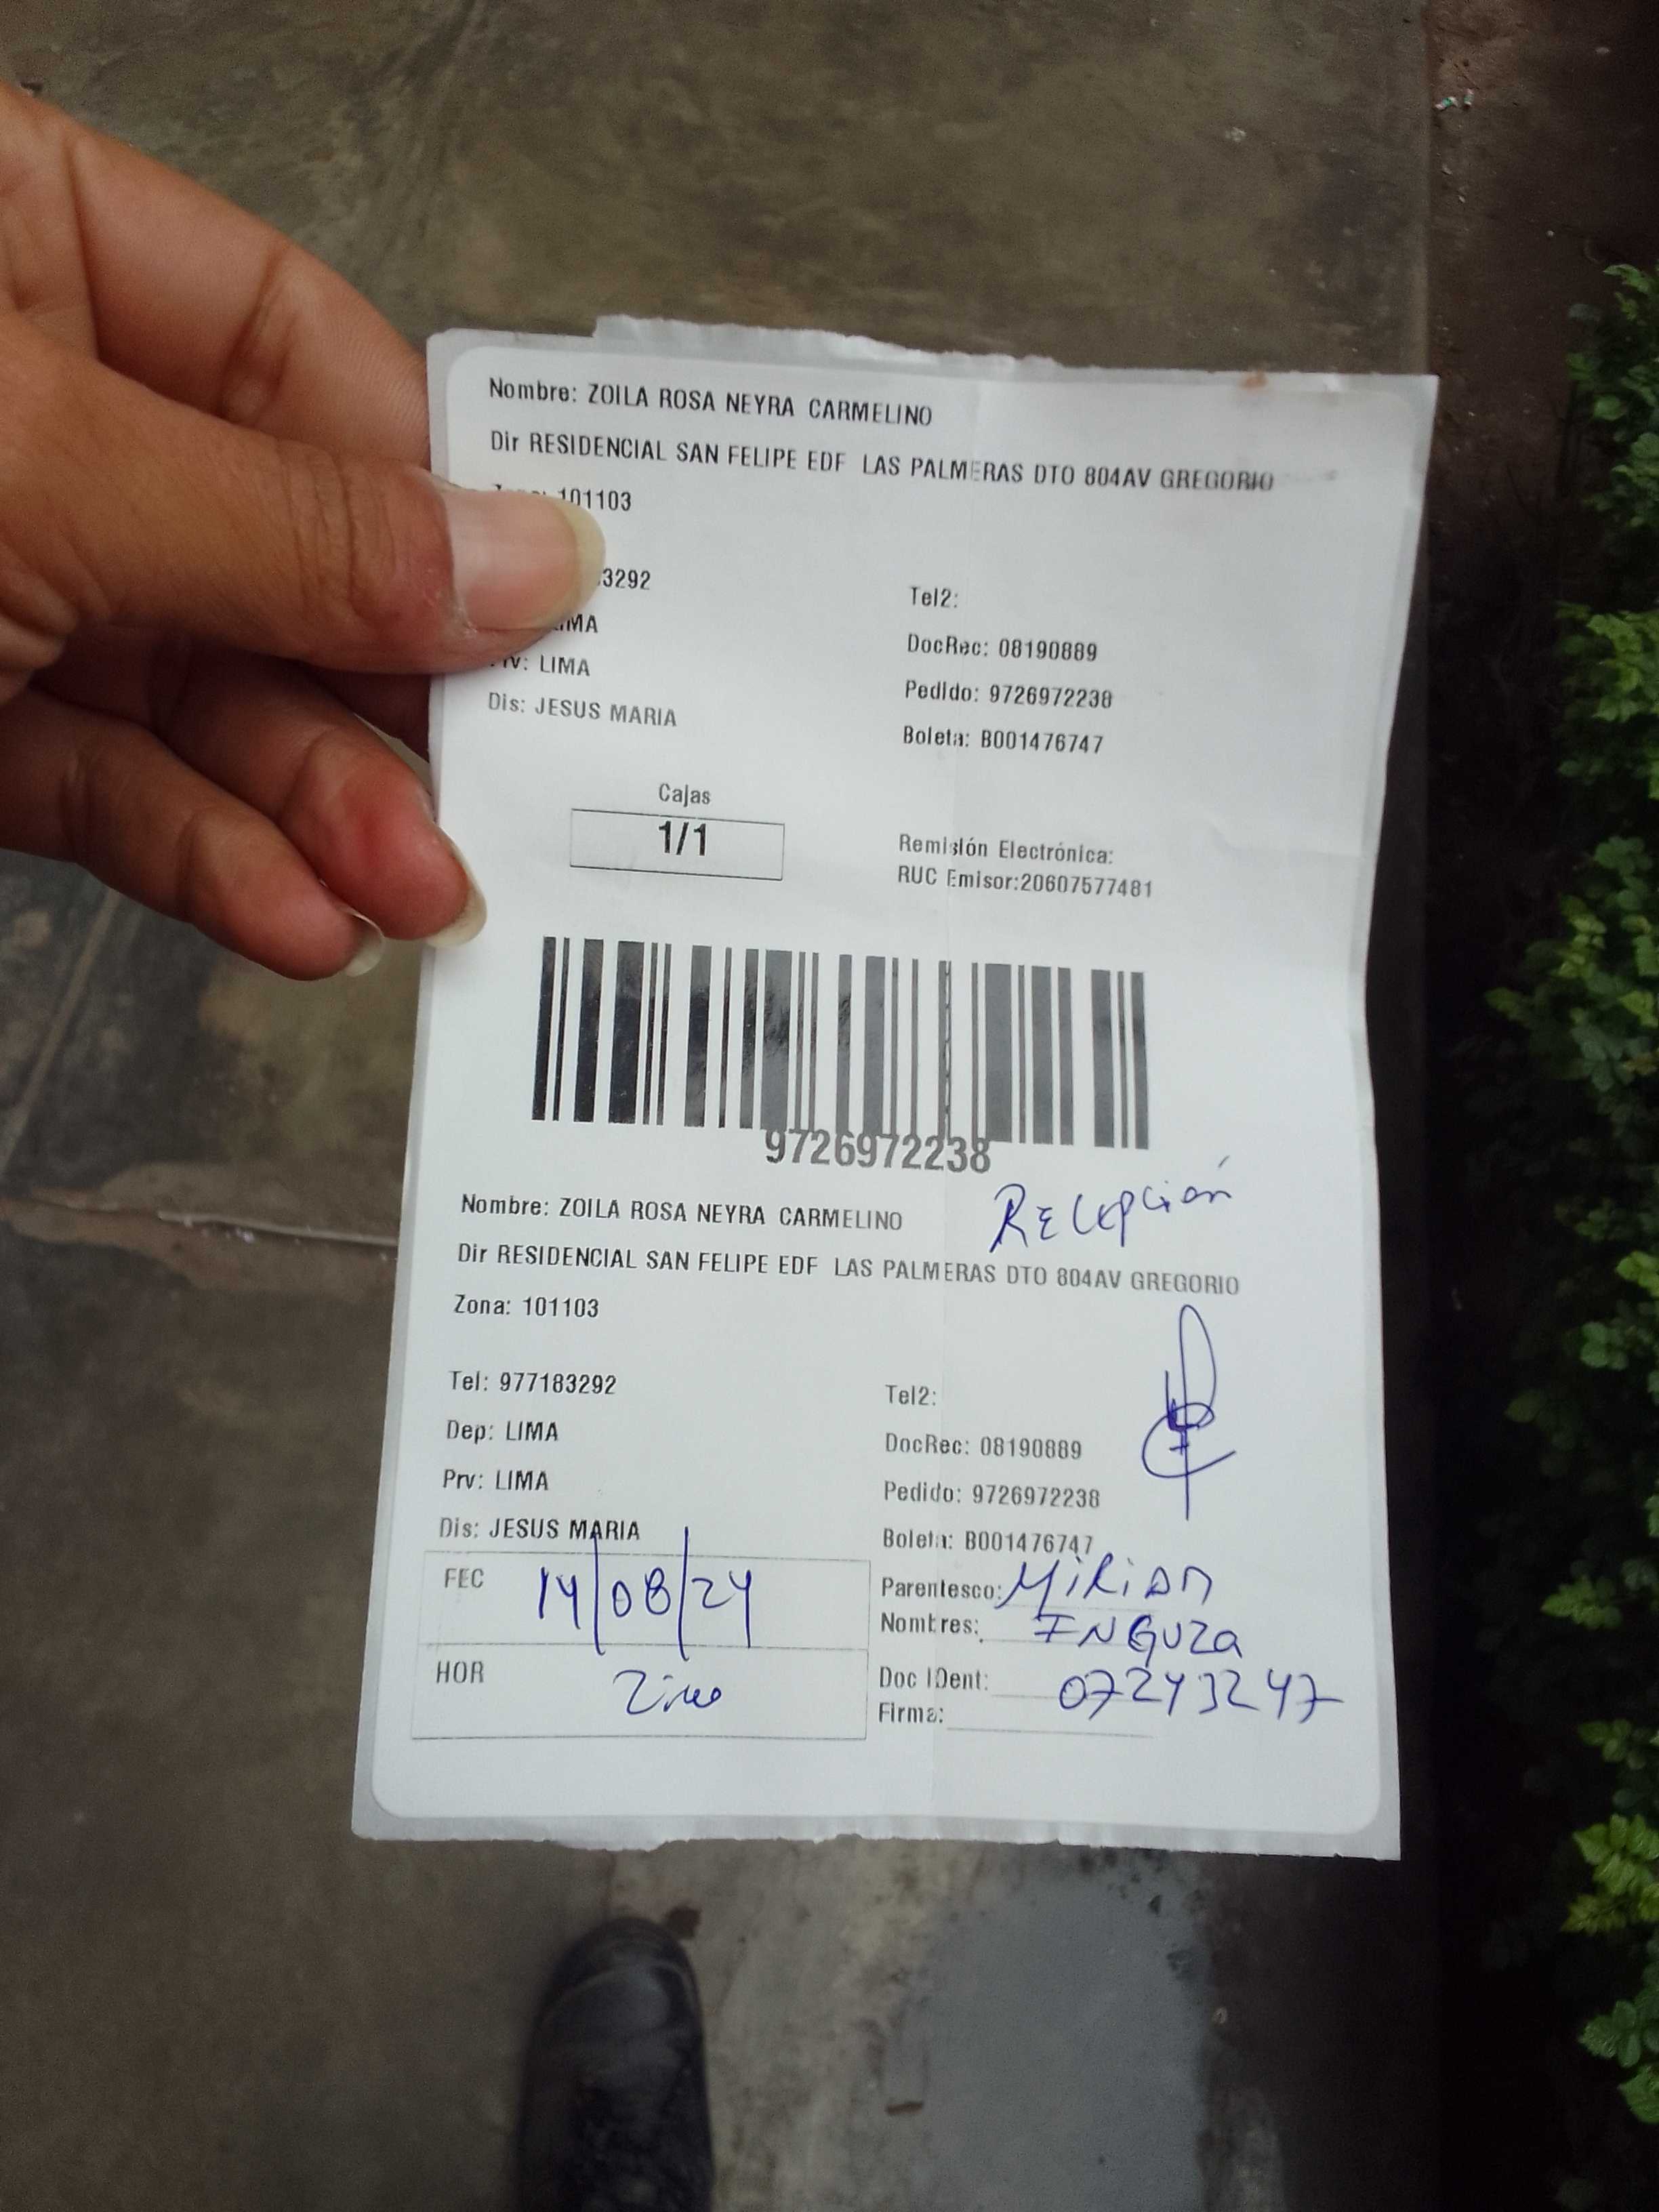 Nombre: ZOILA ROSA NEYRA CARMELINO
Dir RESIDENCIAL SAN FELIPE EDF LAS PALMERAS DTO 804AV GREGORIO
101103
3292
Tel2:
IMA
DocRec: 08190889
Prv: LIMA
Pedido: 9726972238
Dis: JESUS MARIA
Boleta: B001476747
Cajas
1/1
Remisión Electrónica:
RUC Emisor:20607577481
9726972238
Recepción
Nombre: ZOILA ROSA NEYRA CARMELINO
Dir RESIDENCIAL SAN FELIPE EDF LAS PALMERAS DTO 804AV GREGORIO
Zona: 101103
Tel: 977183292
Tel2:
Dep: LIMA
DocRec: 08190889
Prv: LIMA
Pedido: 9726972238
Dis: JESUS MARIA
Boleta: B001476747
FEC 14/08/24
Parentesco: MiRiAM
Nombres: INGUZA
HOR
Doc IDent: 07243247
Firma: